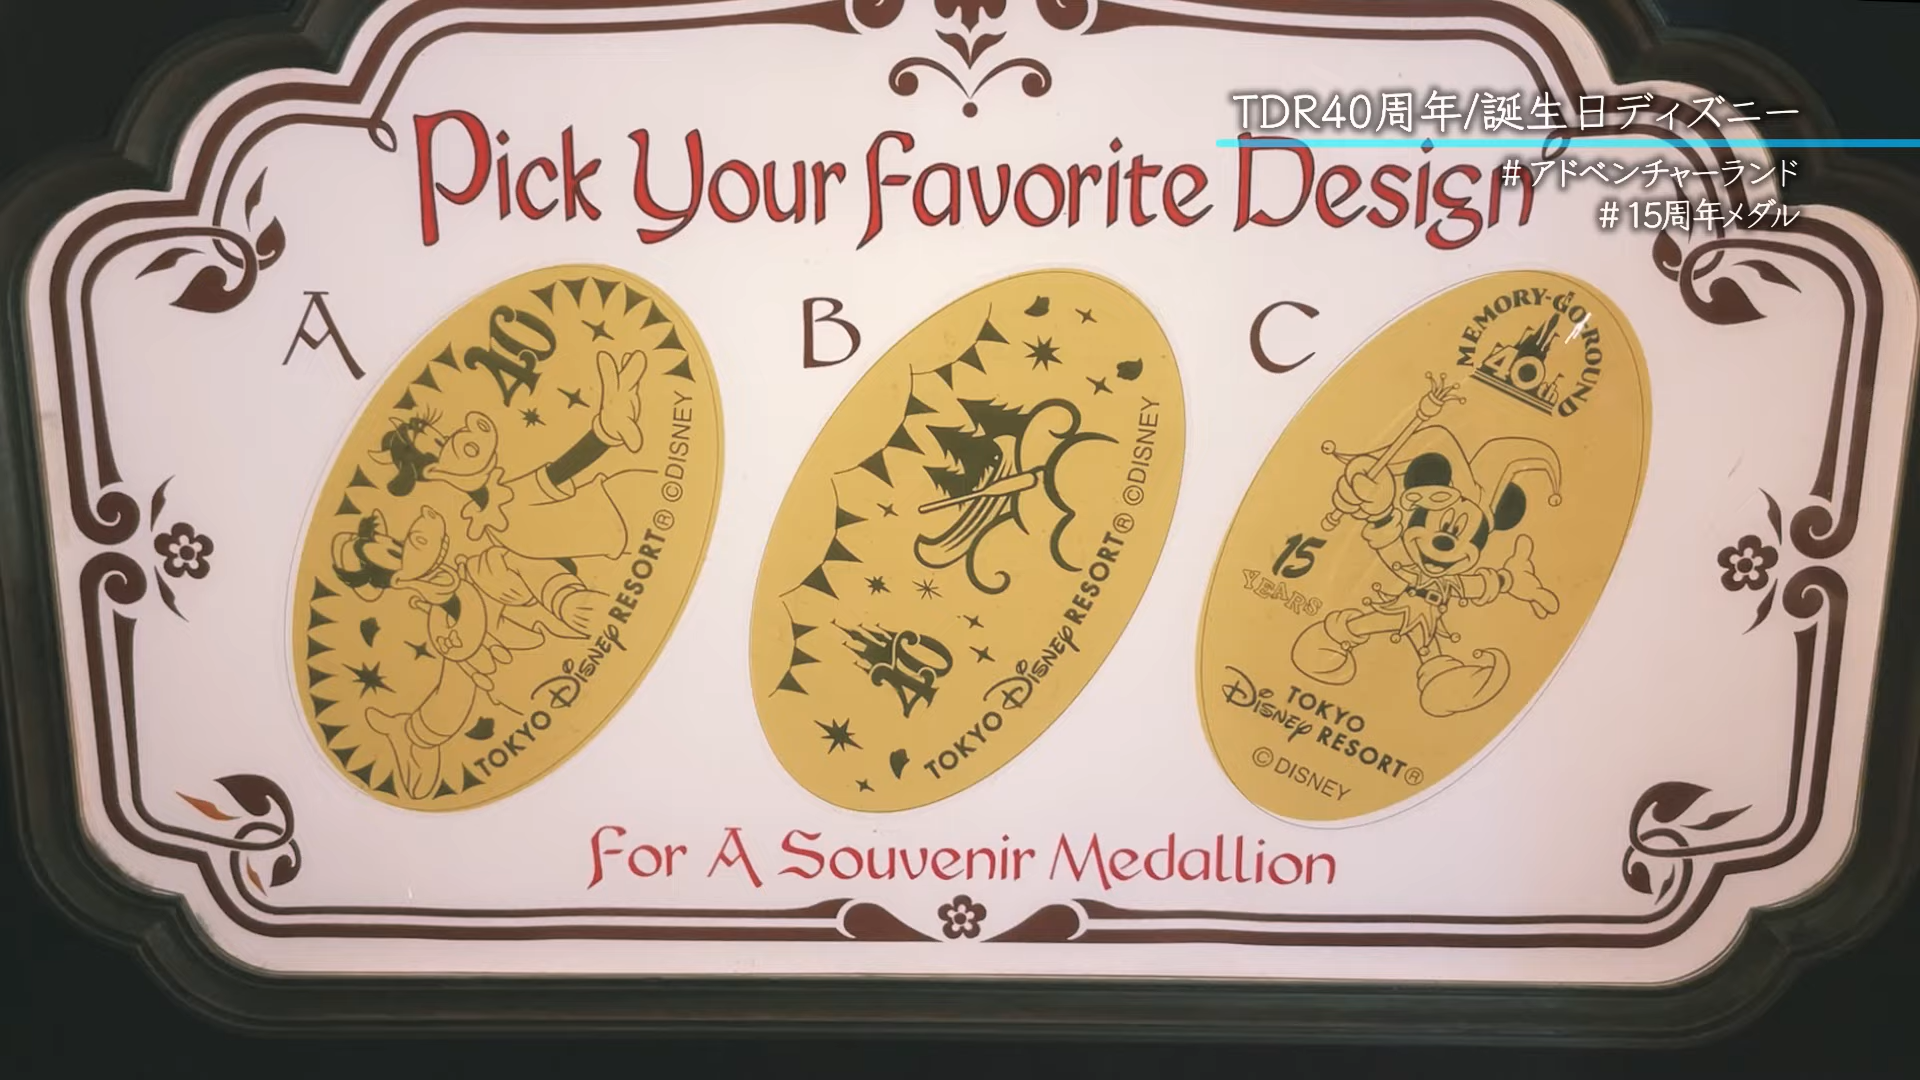 TDR40周年/誕生日ディズニー
#アドベンチャーランド
#15周年メダル
Pick Your Favorite Design
A
40
TOKYO Disney RESORT® ©DISNEY
B
40
TOKYO Disney RESORT® ©DISNEY
C
MEMORY-GO-ROUND
40th
15
YEARS
TOKYO
Disney RESORT®
©DISNEY
For A Souvenir Medallion